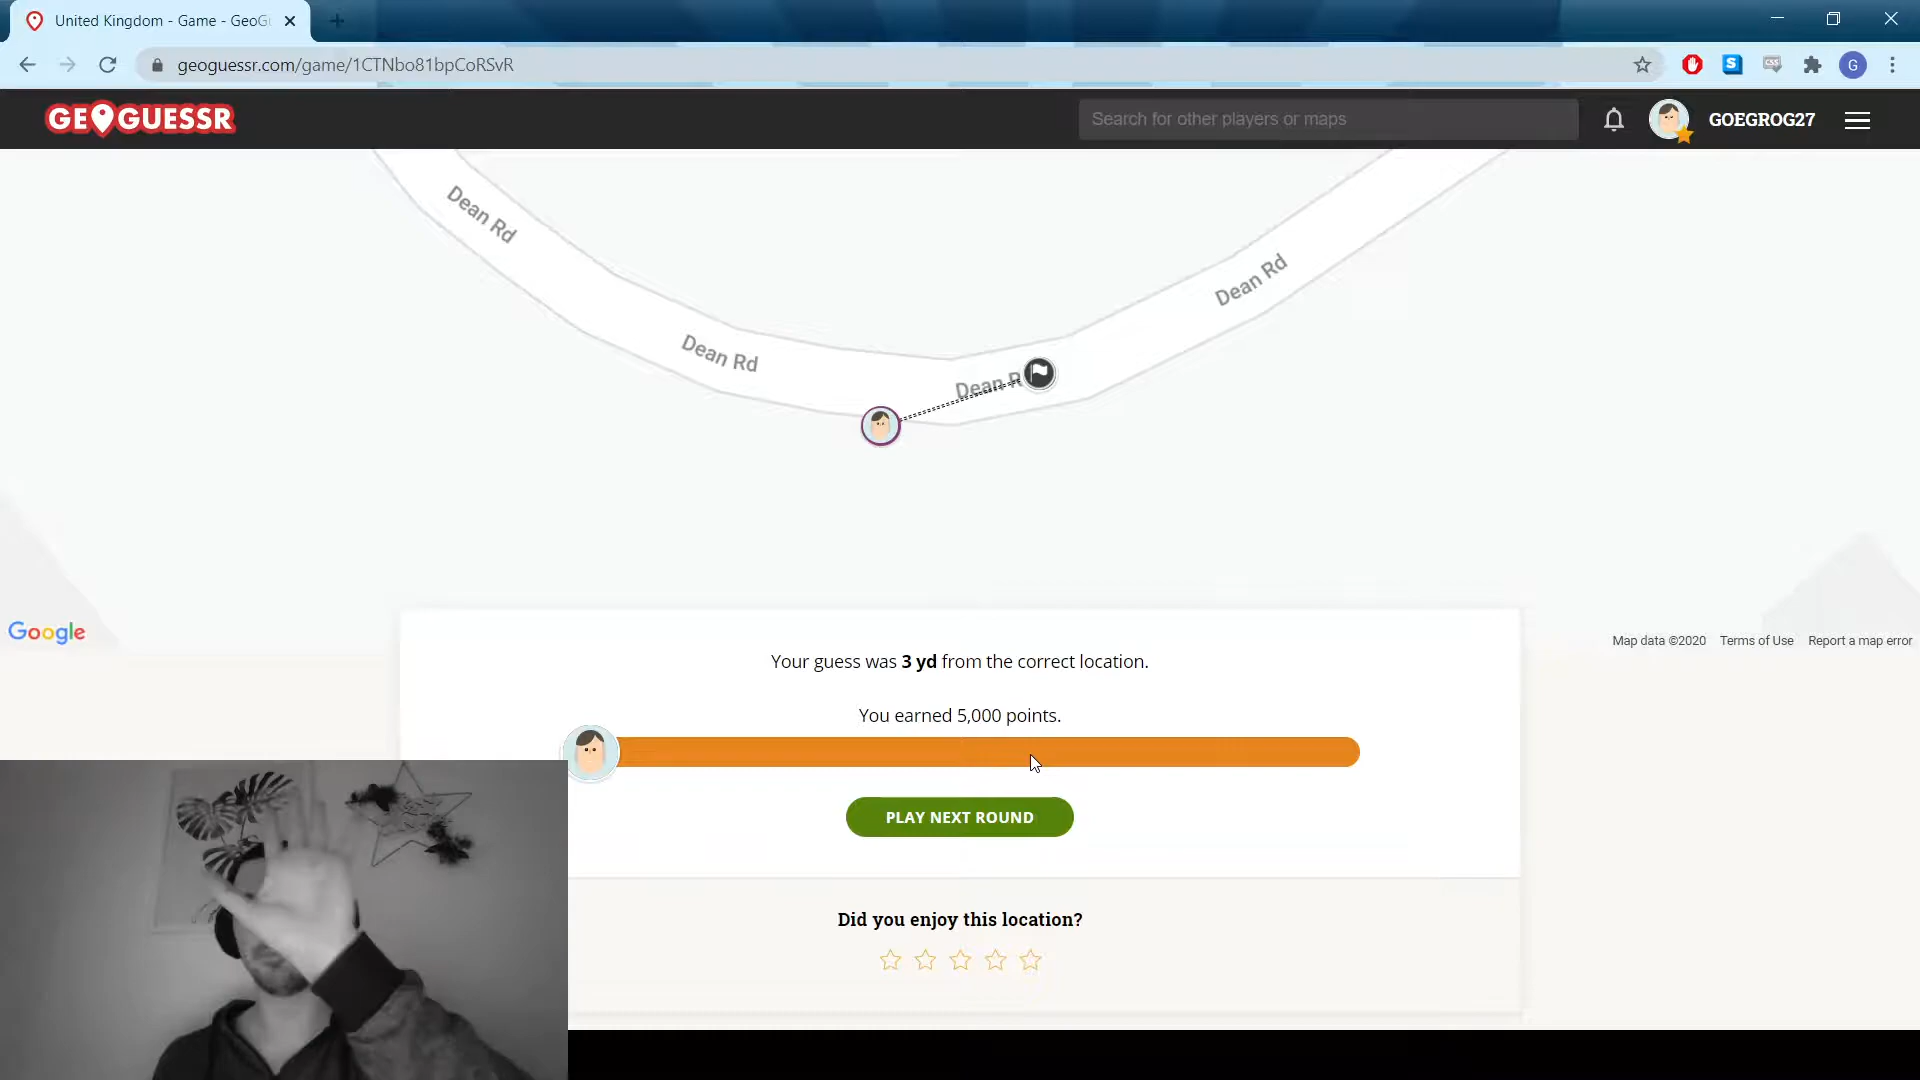 United Kingdom - Game - GeoG
geoguessr.com/game/1CTNbo81bpCoRSvR
S
CSS
G
GEOGUESSR
Search for other players or maps
GOEGROG27
Dean Rd
Dean Rd
Dean Rd
Dean R
Google
Map data ©2020 Terms of Use Report a map error
Your guess was 3 yd from the correct location.
You earned 5,000 points.
PLAY NEXT ROUND
Did you enjoy this location?